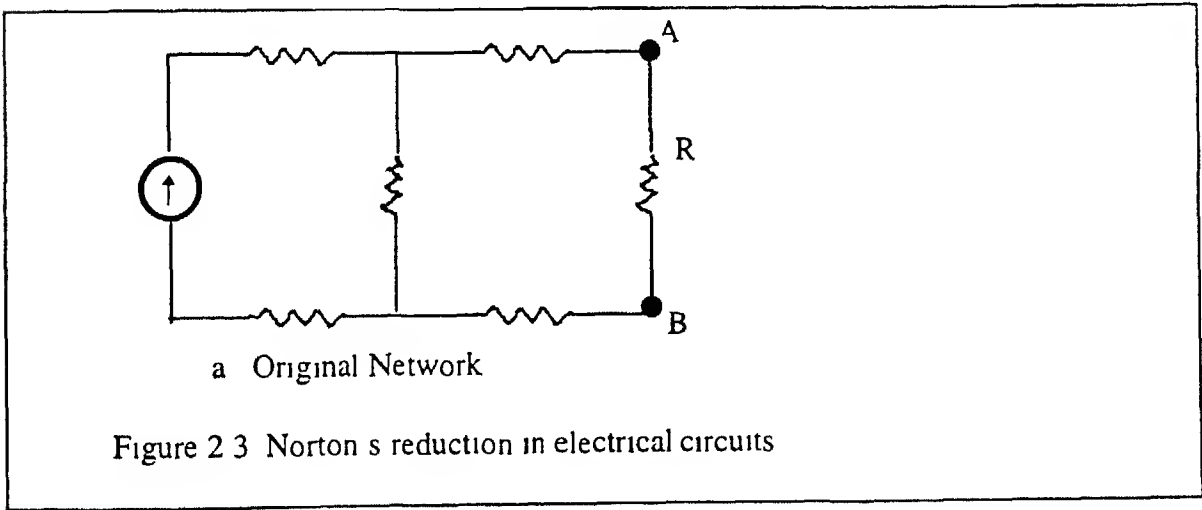 A
R
B
a Original Network
Figure 2 3 Norton s reduction in electrical circuits